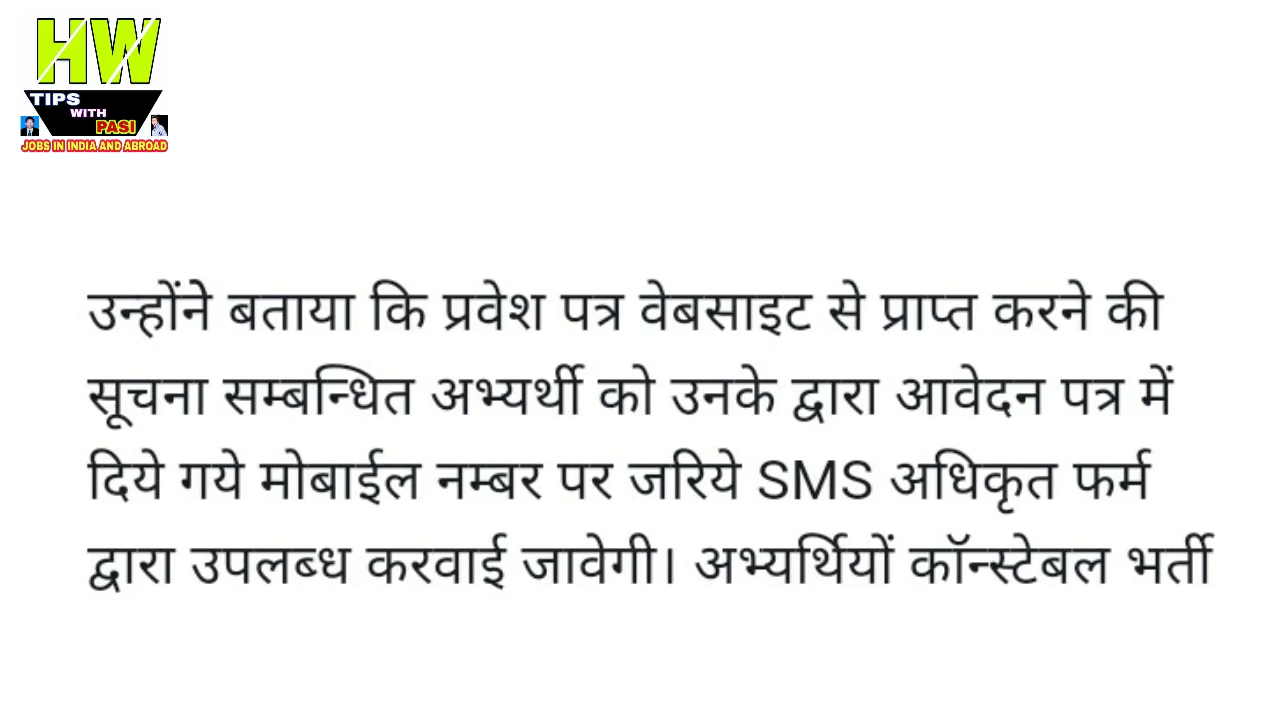 HW
TIPS
WITH
PASI
JOBS IN INDIA AND ABROAD
उन्होंने बताया कि प्रवेश पत्र वेबसाइट से प्राप्त करने की
सूचना सम्बन्धित अभ्यर्थी को उनके द्वारा आवेदन पत्र में
दिये गये मोबाईल नम्बर पर जरिये SMS अधिकृत फर्म
द्वारा उपलब्ध करवाई जावेगी। अभ्यर्थियों कॉन्स्टेबल भर्ती